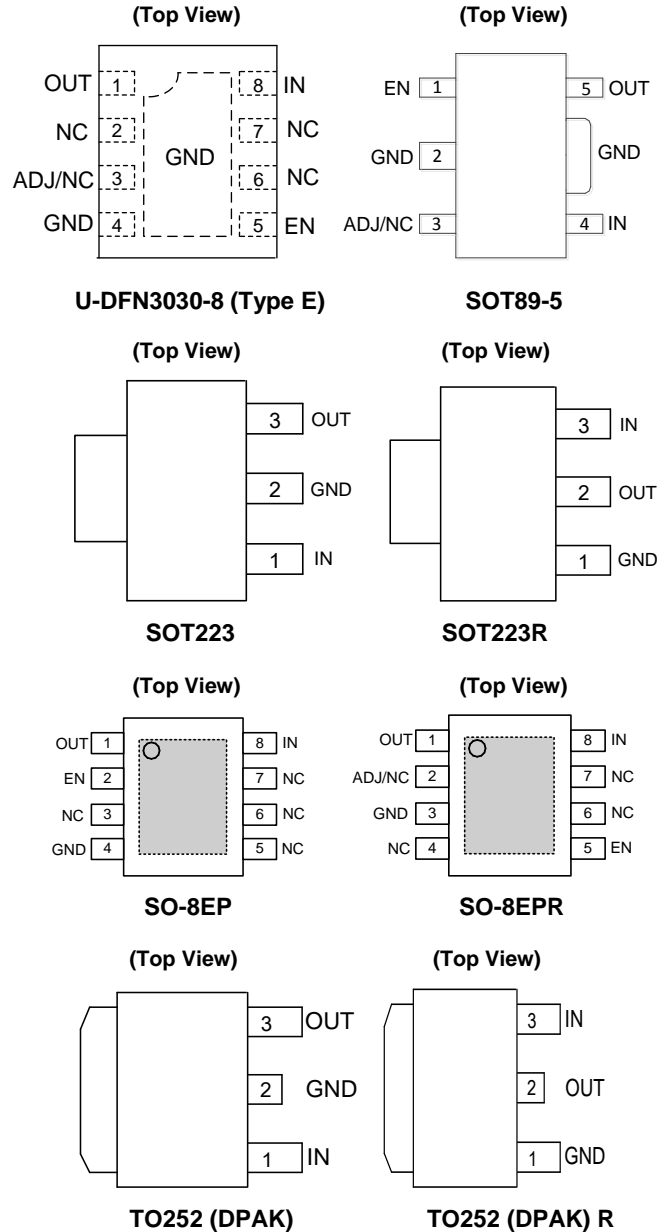 (Top View)
OUT 1 8 IN
NC 2 7 NC
GND
ADJ/NC 3 6 NC
GND 4 5 EN
U-DFN3030-8 (Type E)
(Top View)
EN 1 5 OUT
GND 2 GND
ADJ/NC 3 4 IN
SOT89-5
(Top View)
3 OUT
2 GND
1 IN
SOT223
(Top View)
3 IN
2 OUT
1 GND
SOT223R
(Top View)
OUT 1 8 IN
EN 2 7 NC
NC 3 6 NC
GND 4 5 NC
SO-8EP
(Top View)
OUT 1 8 IN
ADJ/NC 2 7 NC
GND 3 6 NC
NC 4 5 EN
SO-8EPR
(Top View)
3 OUT
2 GND
1 IN
TO252 (DPAK)
(Top View)
3 IN
2 OUT
1 GND
TO252 (DPAK) R